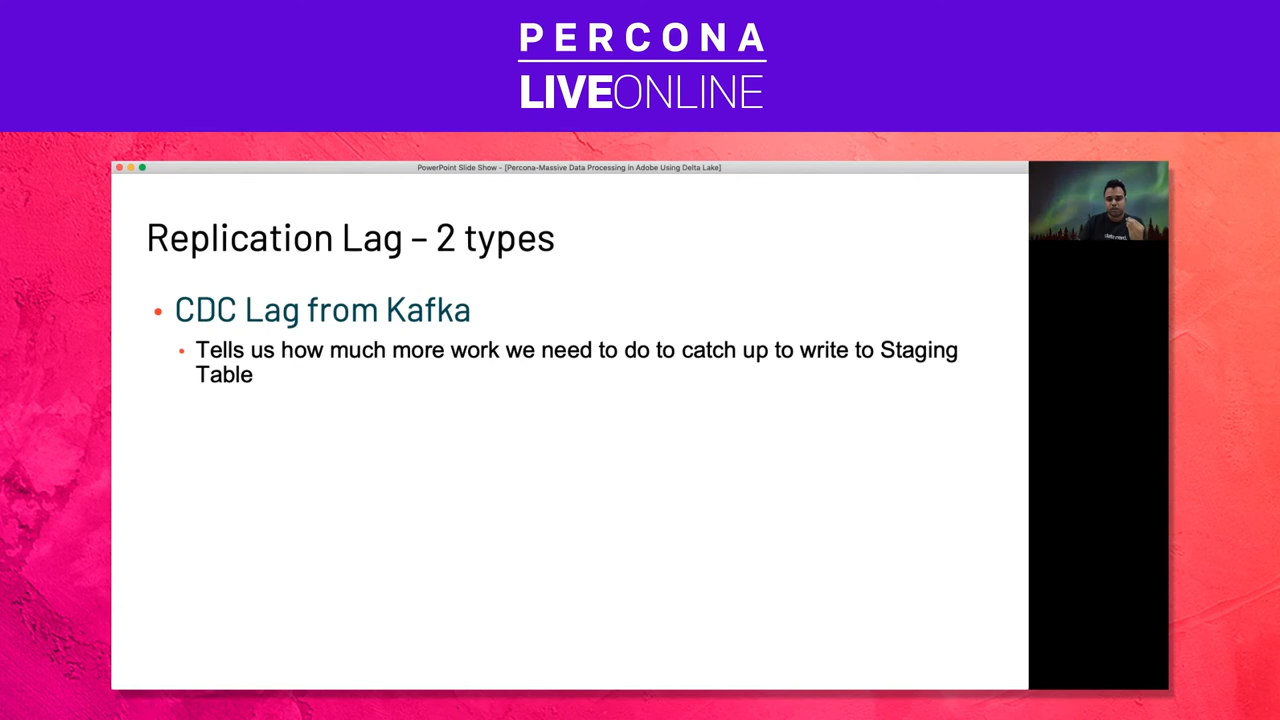 PERCONA
LIVEONLINE
PowerPoint Slide Show - [Percona-Massive Data Processing in Adobe Using Delta Lake]
Replication Lag – 2 types
• CDC Lag from Kafka
• Tells us how much more work we need to do to catch up to write to Staging
Table